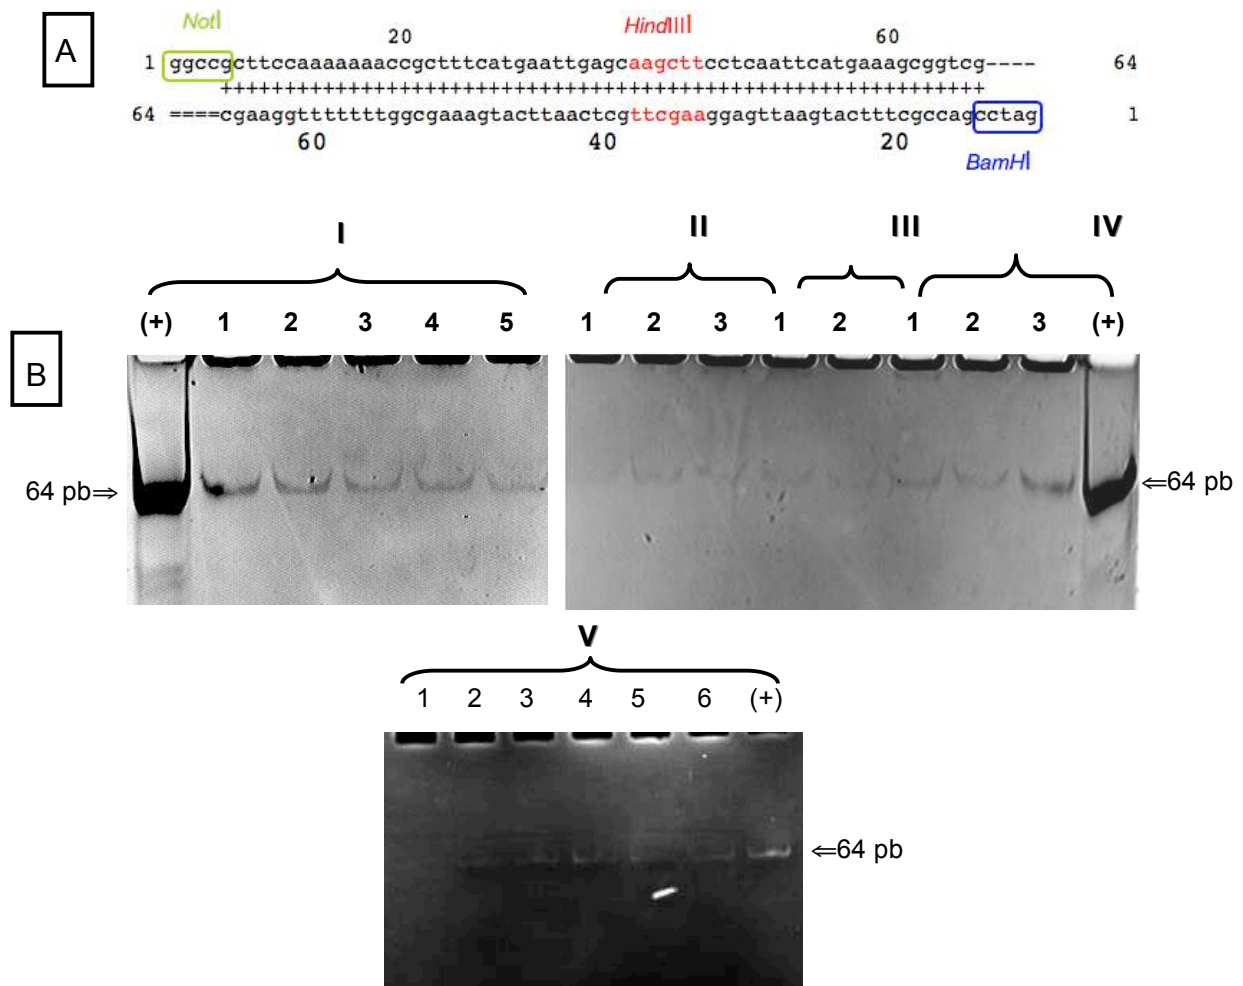 A
NotI
HindIII
20 60
1 ggccgcttccaaaaaaaccgctttcatgaattgagcaagcttcctcaattcatgaaagcggtcg---- 64
++++++++++++++++++++++++++++++++++++++++++++++++++++++++++++
64 ====cgaaggtttttttggcgaaagtacttaactcgttcgaaggagttaagtactttcgccagcctag 1
60 40 20
BamHI
I II III IV
(+) 1 2 3 4 5 1 2 3 1 2 1 2 3 (+)
B
64 pb⇒ ⇐64 pb
V
1 2 3 4 5 6 (+)
⇐64 pb